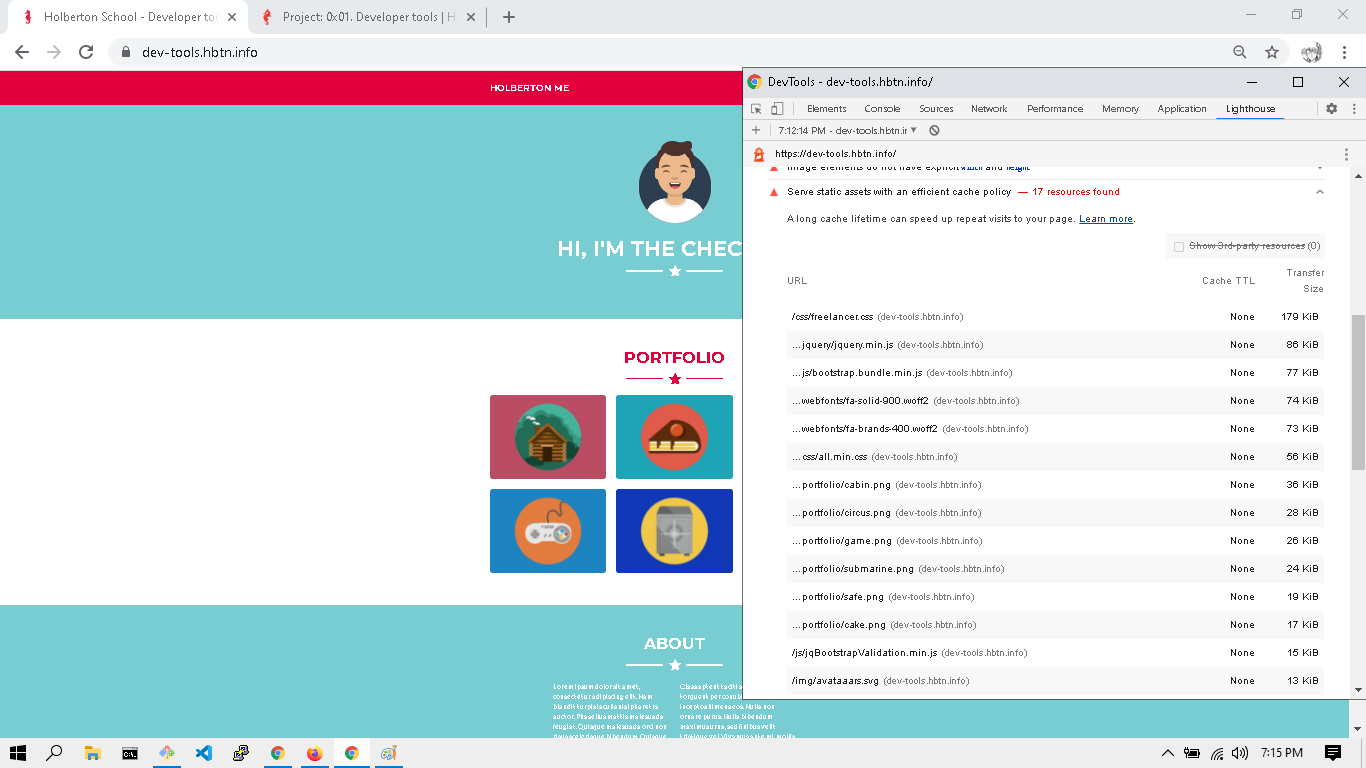 Holberton School - Developer too
Project: 0x01. Developer tools | H
dev-tools.hbtn.info
HOLBERTON ME
HI, I'M THE CHEC
PORTFOLIO
ABOUT
Lorem ipsum dolor sit amet,
consectetur adipiscing elit. Nam
DevTools - dev-tools.hbtn.info/
Elements Console Sources Network Performance Memory Application Lighthouse
7:12:14 PM - dev-tools.hbtn.ir
https://dev-tools.hbtn.info/
Image elements do not have explicit width and height
Serve static assets with an efficient cache policy — 17 resources found
A long cache lifetime can speed up repeat visits to your page. Learn more.
Show 3rd-party resources (0)
URL Cache TTL Transfer Size
/css/freelancer.css (dev-tools.hbtn.info) None 179 KiB
…jquery/jquery.min.js (dev-tools.hbtn.info) None 86 KiB
…js/bootstrap.bundle.min.js (dev-tools.hbtn.info) None 77 KiB
…webfonts/fa-solid-900.woff2 (dev-tools.hbtn.info) None 74 KiB
…webfonts/fa-brands-400.woff2 (dev-tools.hbtn.info) None 73 KiB
…css/all.min.css (dev-tools.hbtn.info) None 56 KiB
…portfolio/cabin.png (dev-tools.hbtn.info) None 36 KiB
…portfolio/circus.png (dev-tools.hbtn.info) None 28 KiB
…portfolio/game.png (dev-tools.hbtn.info) None 26 KiB
…portfolio/submarine.png (dev-tools.hbtn.info) None 24 KiB
…portfolio/safe.png (dev-tools.hbtn.info) None 19 KiB
…portfolio/cake.png (dev-tools.hbtn.info) None 17 KiB
/js/jqBootstrapValidation.min.js (dev-tools.hbtn.info) None 15 KiB
/img/avataaars.svg (dev-tools.hbtn.info) None 13 KiB
7:15 PM